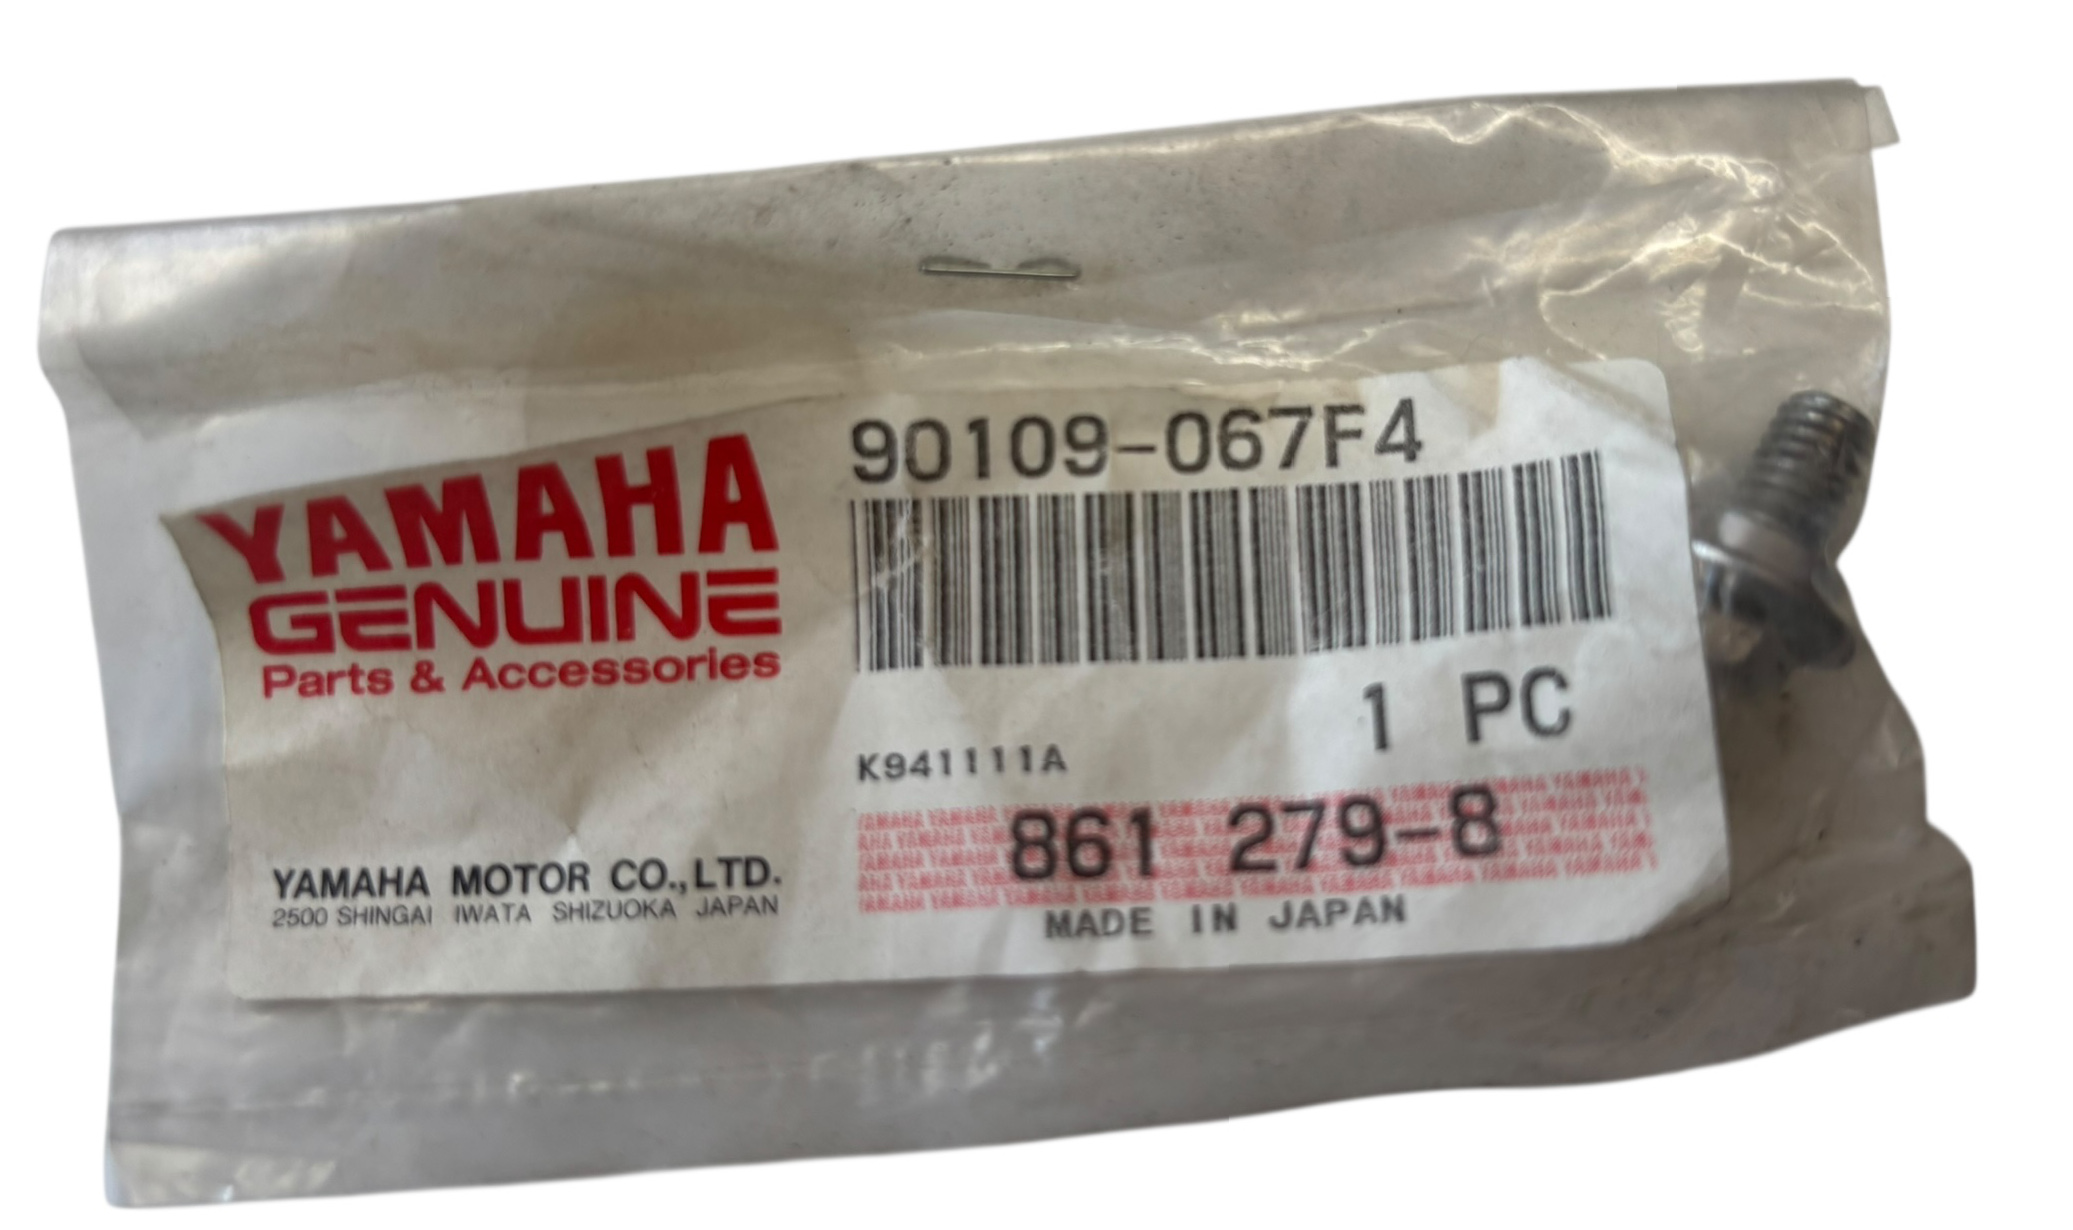 YAMAHA
GENUINE
Parts & Accessories
YAMAHA MOTOR CO.,LTD.
2500 SHINGAI IWATA SHIZUOKA JAPAN
90109-067F4
1 PC
K941111A
861 279-8
MADE IN JAPAN